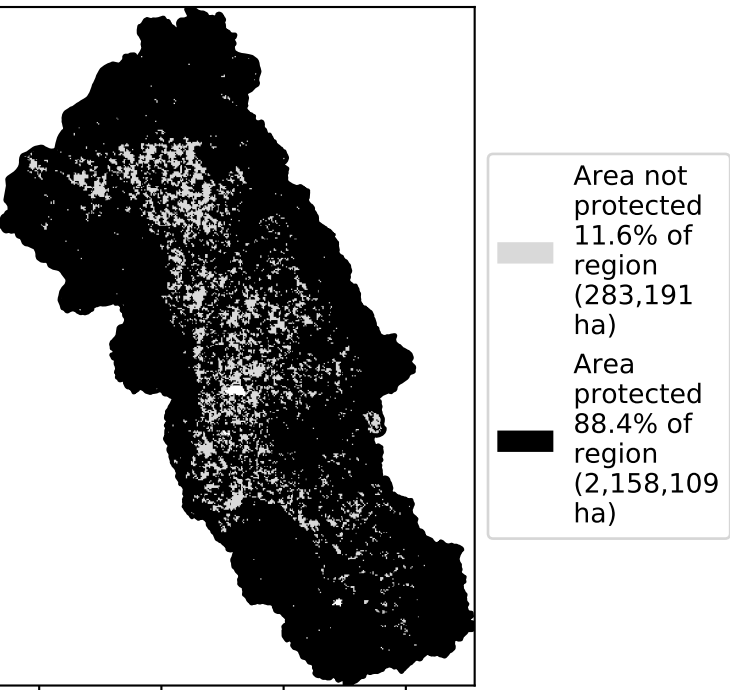 Area not
protected
11.6% of
region
(283,191
ha)
Area
protected
88.4% of
region
(2,158,109
ha)